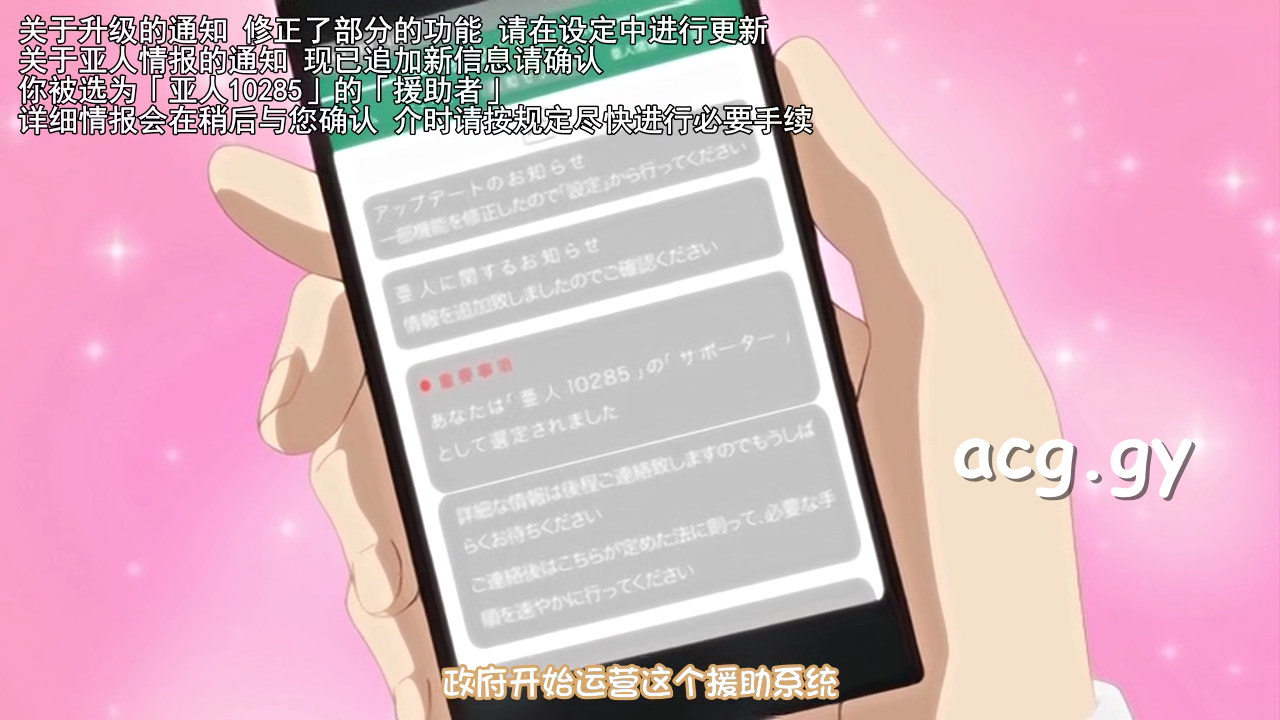 关于升级的通知 修正了部分的功能 请在设定中进行更新
关于亚人情报的通知 现已追加新信息请确认
你被选为「亚人10285」的「援助者」
详细情报会在稍后与您确认 介时请按规定尽快进行必要手续
アップデートのお知らせ
一部機能を修正したので「設定」から行ってください
亜人に関するお知らせ
情報を追加致しましたのでご確認ください
●重要事項
あなたは「亜人10285」の「サポーター」
として選定されました
詳細な情報は後程ご連絡致しますのでもうしば
らくお待ちください
ご連絡後はこちらが定めた法に則って、必要な手
順を速やかに行ってください
acg.gy
政府开始运营这个援助系统